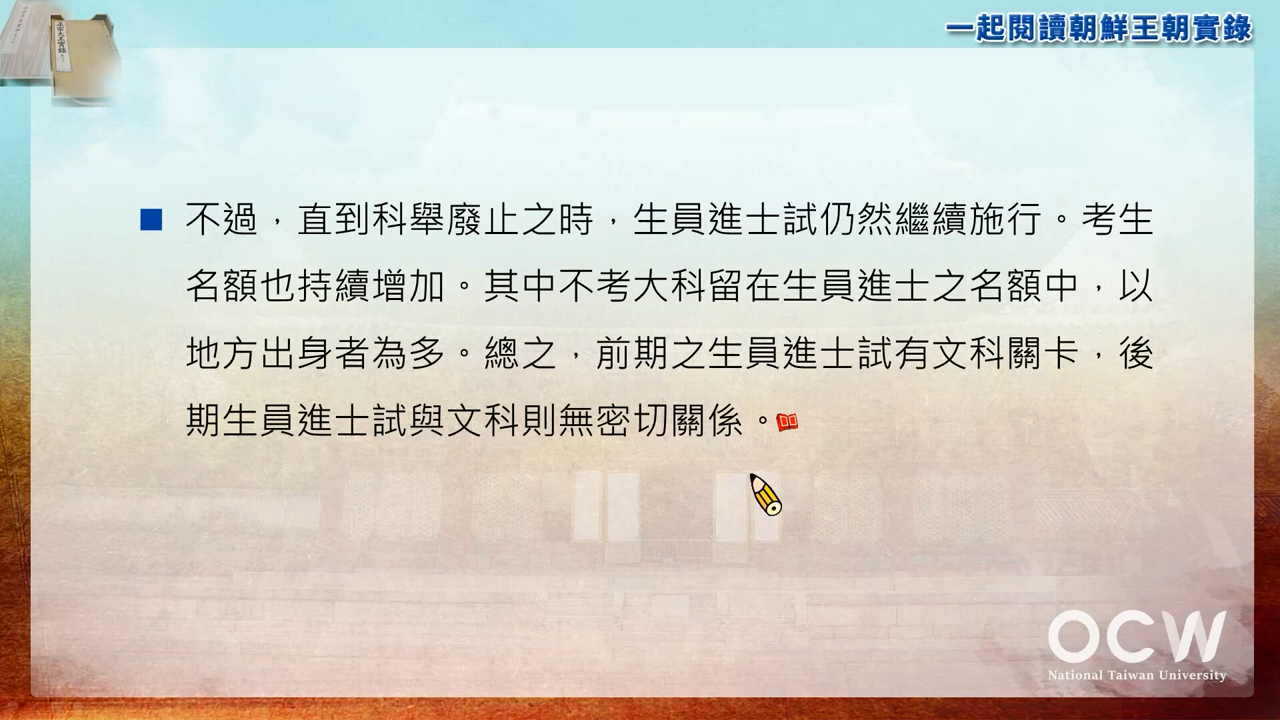 一起閱讀朝鮮王朝實錄
不過，直到科舉廢止之時，生員進士試仍然繼續施行。考生
名額也持續增加。其中不考大科留在生員進士之名額中，以
地方出身者為多。總之，前期之生員進士試有文科關卡，後
期生員進士試與文科則無密切關係。
OCW
National Taiwan University